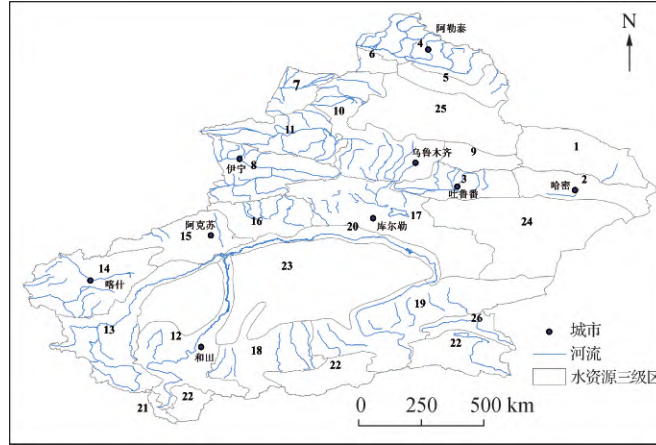 阿勒泰
N
4
6
5
7
25
10
11
乌鲁木齐
9
1
伊宁
8
3
吐鲁番
2
哈密
16
17
24
阿克苏
15
20
库尔勒
14
喀什
23
19
13
12
26
城市
和田
18
22
22
河流
22
21
水资源三级区
0 250 500 km